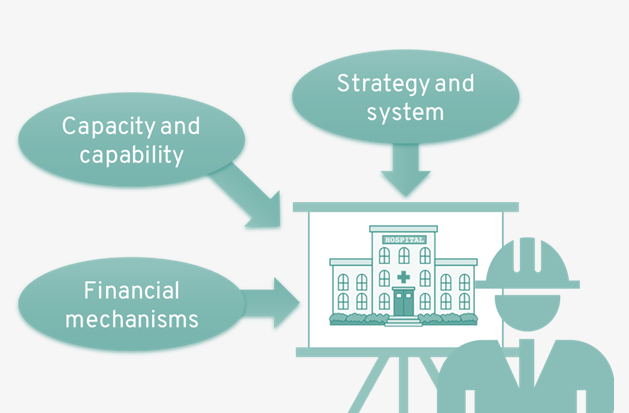 Strategy and
system
Capacity and
capability
HOSPITAL
Financial
mechanisms